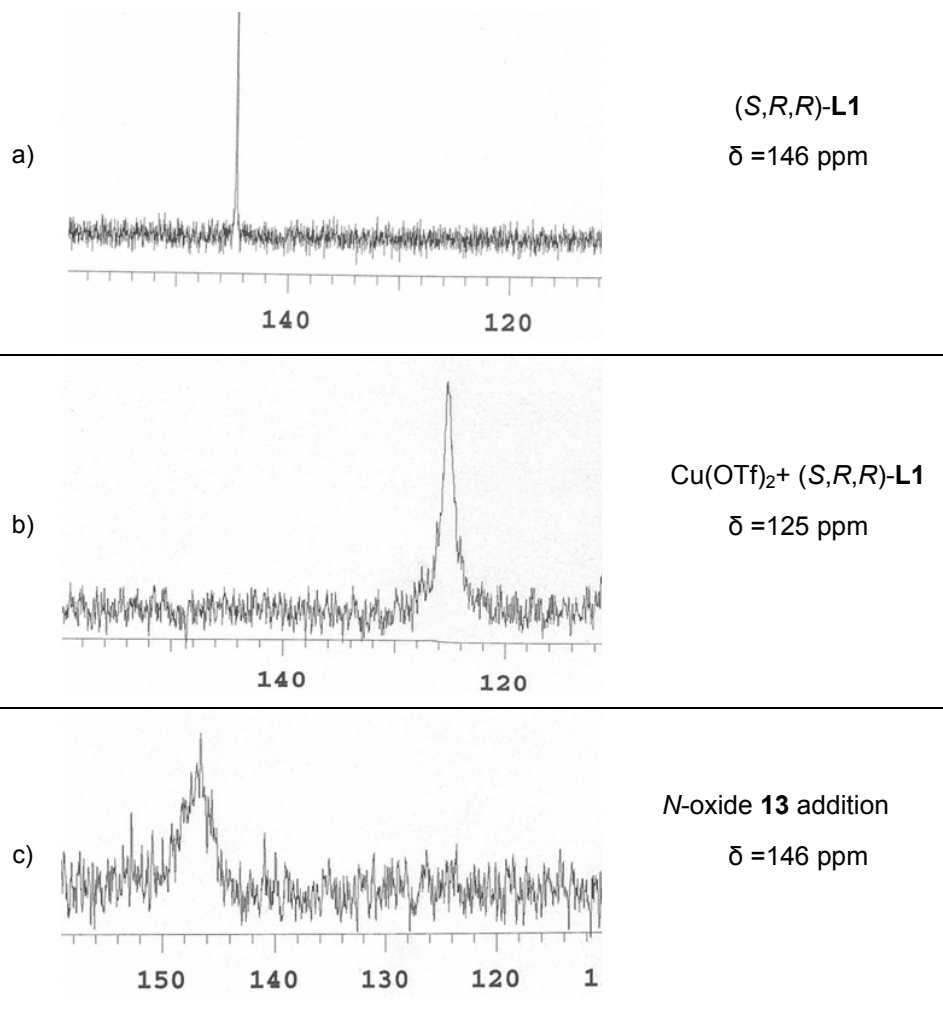 a)
(S,R,R)-L1
δ =146 ppm
140 120
b)
Cu(OTf)₂+ (S,R,R)-L1
δ =125 ppm
140 120
c)
N-oxide 13 addition
δ =146 ppm
150 140 130 120 1